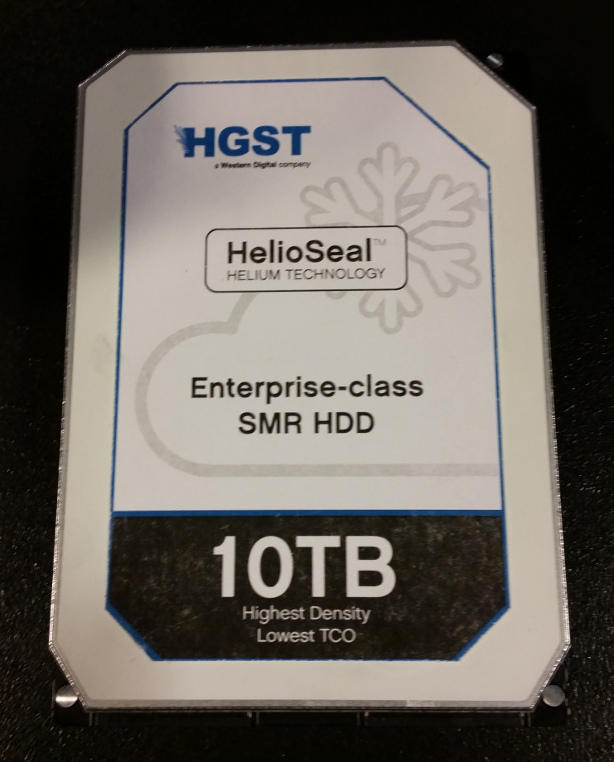 HGST
a Western Digital company
HelioSeal™
HELIUM TECHNOLOGY
Enterprise-class
SMR HDD
10TB
Highest Density
Lowest TCO